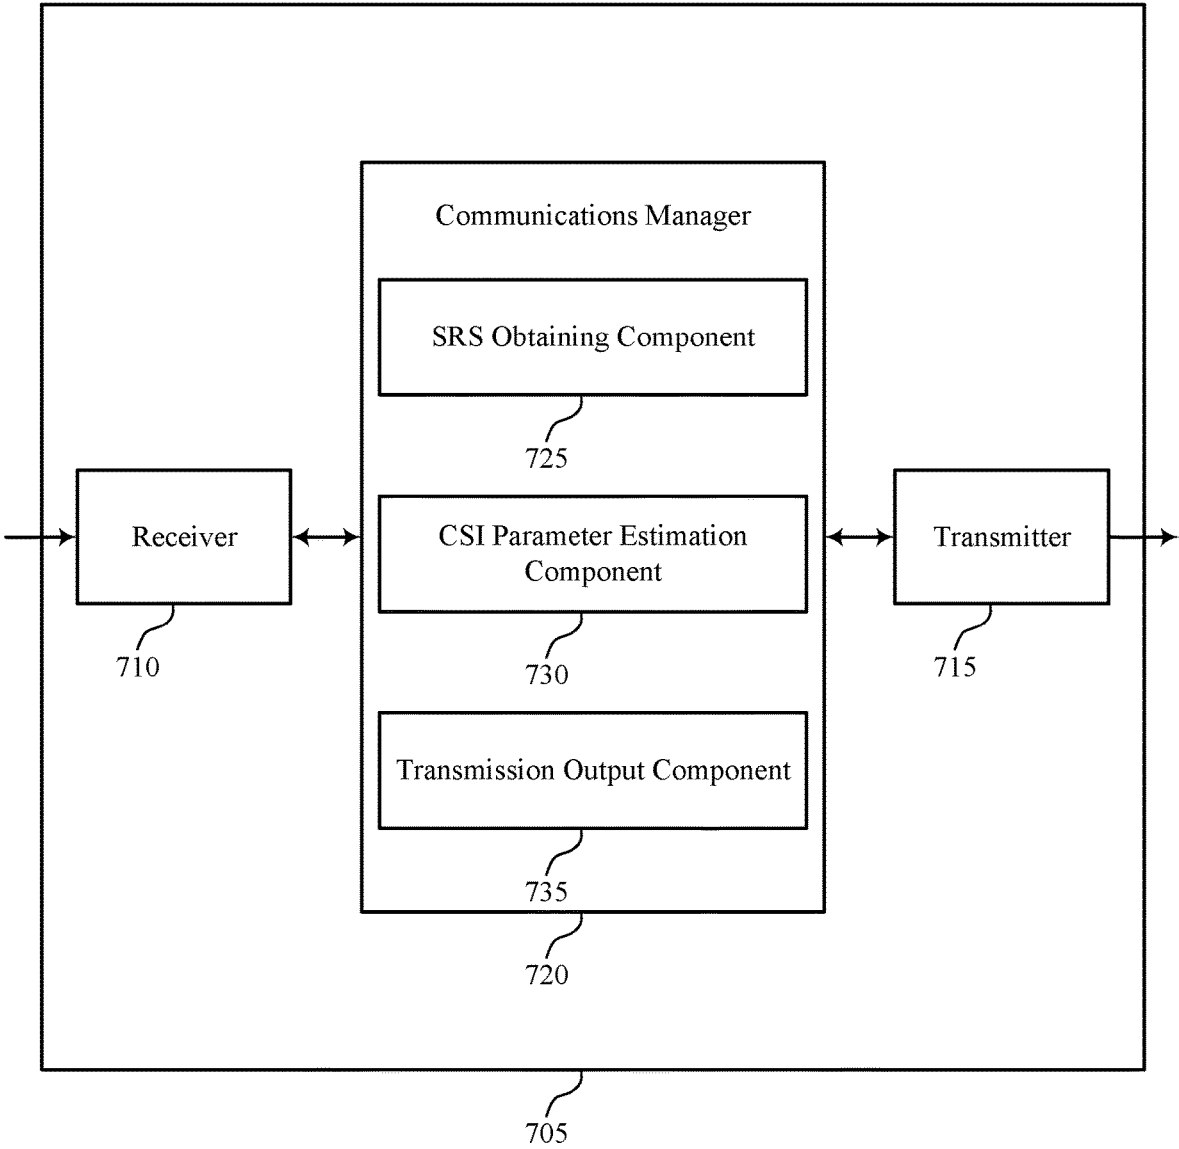 Communications Manager
SRS Obtaining Component
725
Receiver
710
CSI Parameter Estimation
Component
730
Transmitter
715
Transmission Output Component
735
720
705